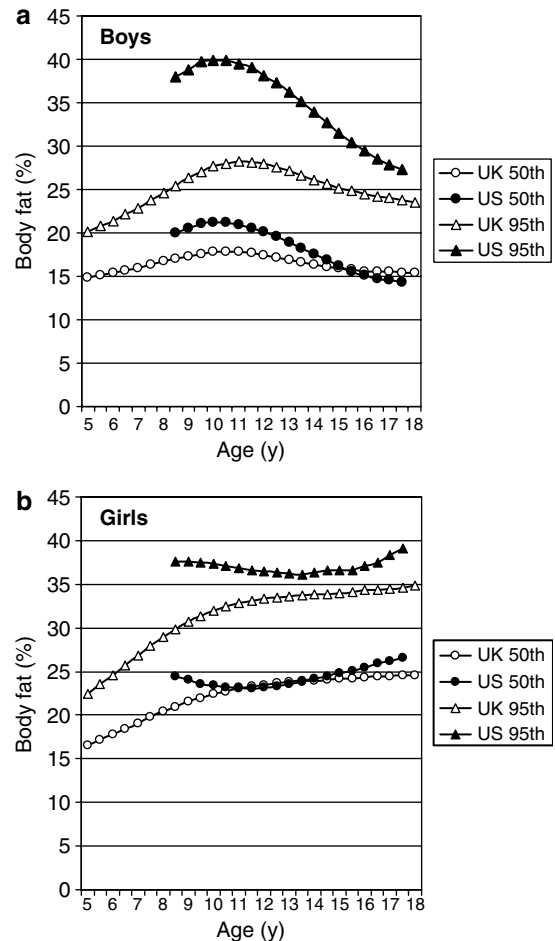 a
Boys
45
40
35
30
25
20
15
10
5
0
Body fat (%)
5 6 7 8 9 10 11 12 13 14 15 16 17 18
Age (y)
UK 50th
US 50th
UK 95th
US 95th
b
Girls
45
40
35
30
25
20
15
10
5
0
Body fat (%)
5 6 7 8 9 10 11 12 13 14 15 16 17 18
Age (y)
UK 50th
US 50th
UK 95th
US 95th